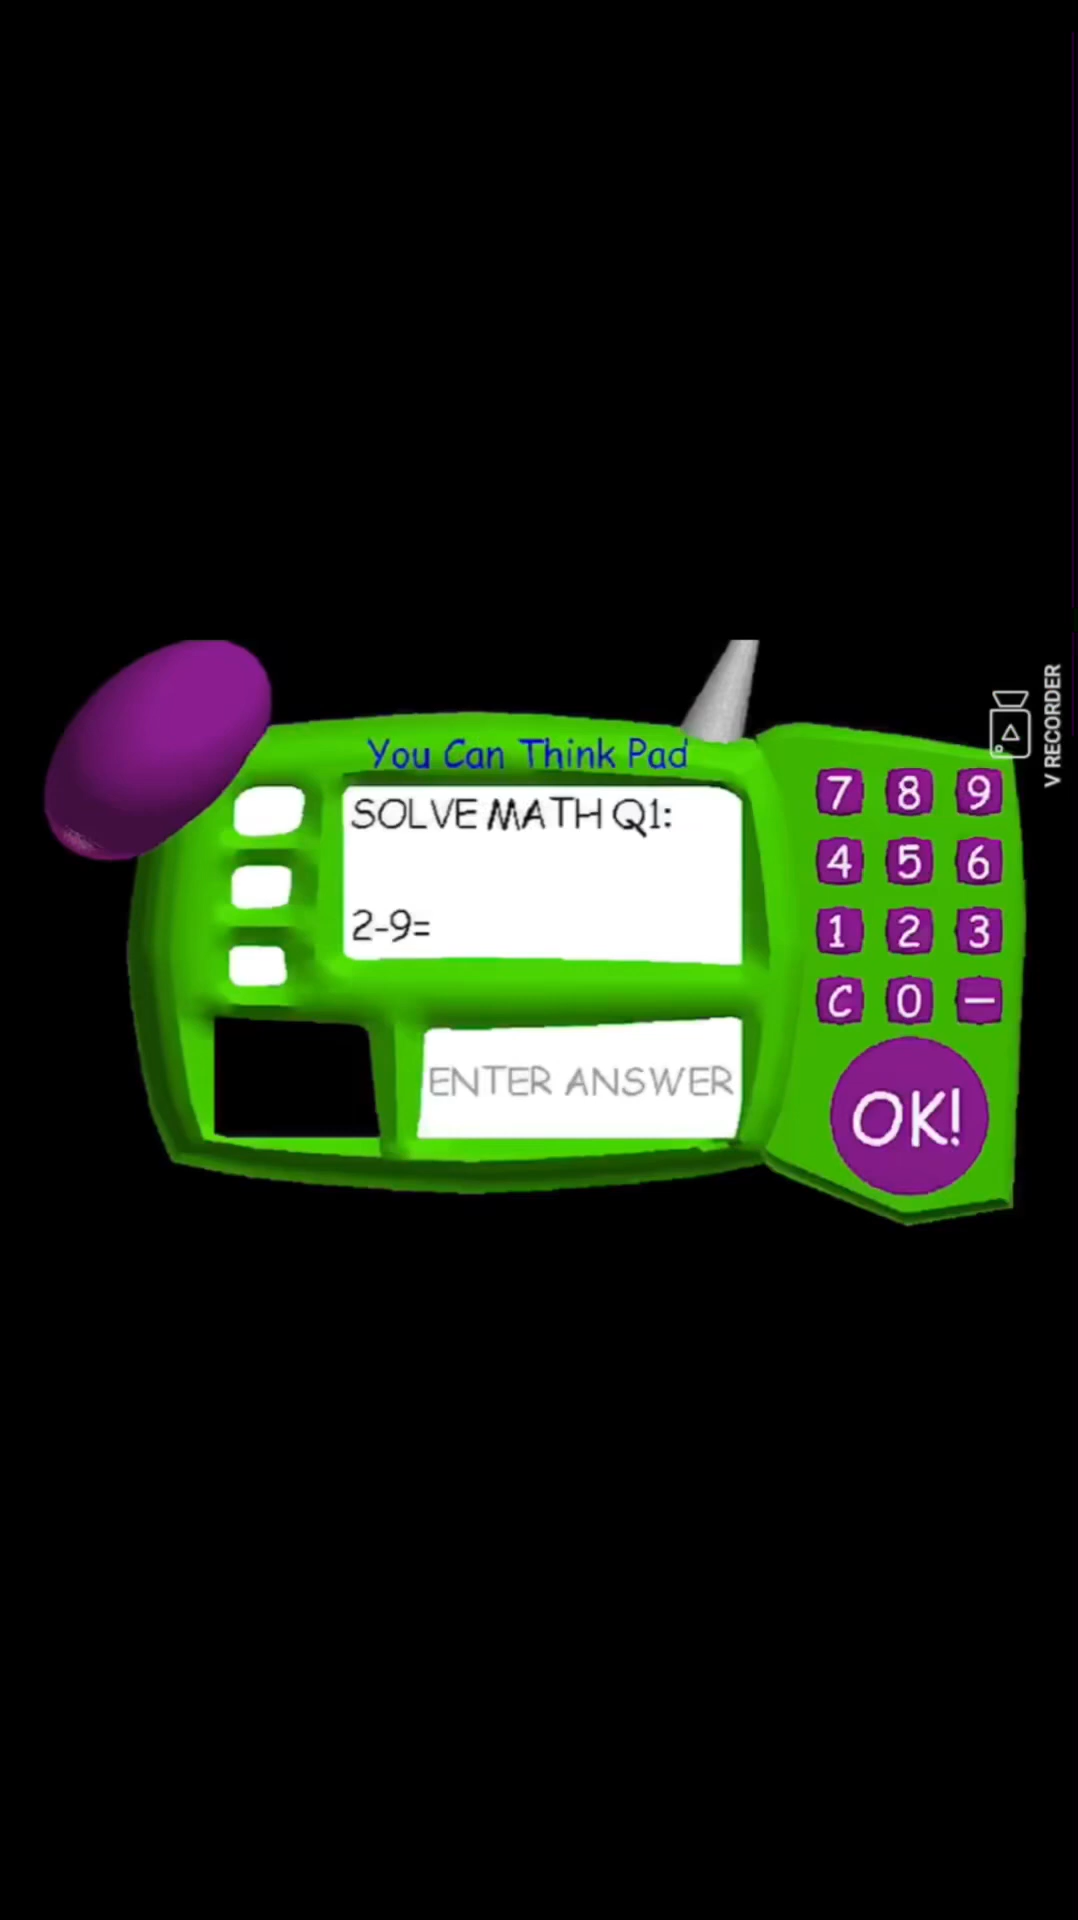 You Can Think Pad
SOLVE MATH Q1:
2-9=
ENTER ANSWER
7 8 9
4 5 6
1 2 3
C 0 –
OK!
V RECORDER